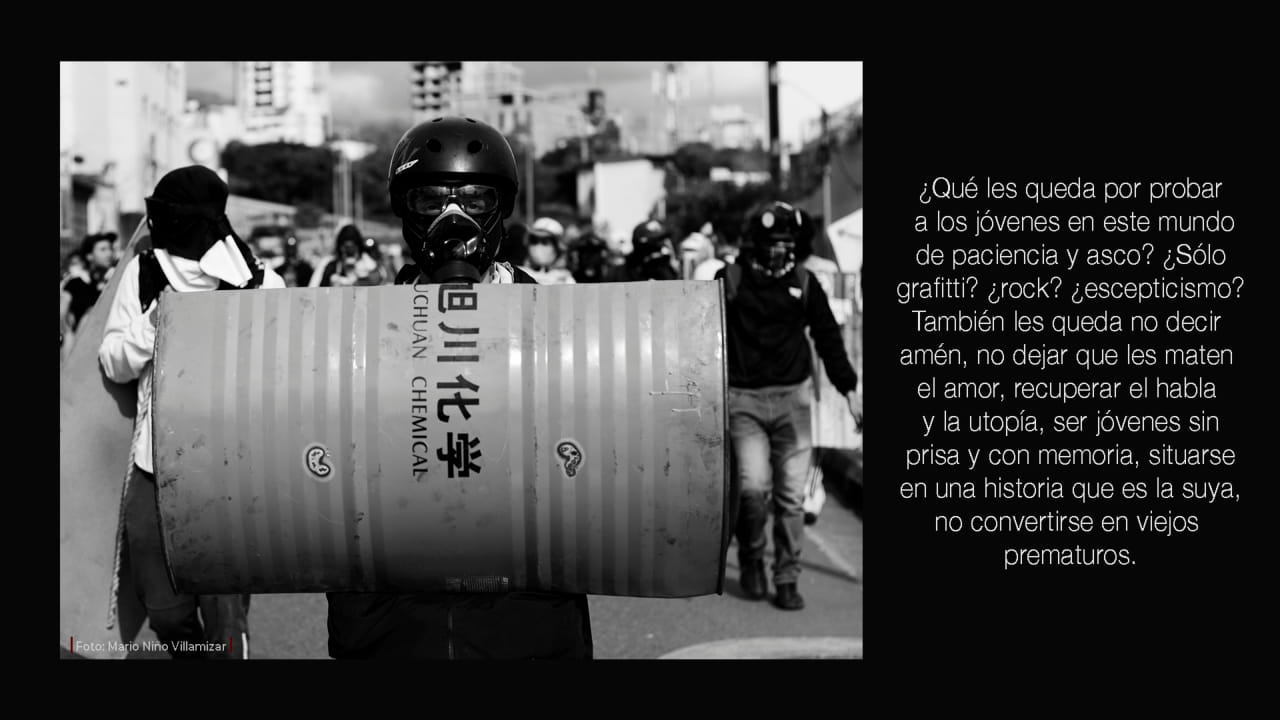 旭川化学
UCHUAN CHEMICAL
Foto: Mario Niño Villamizar
¿Qué les queda por probar
a los jóvenes en este mundo
de paciencia y asco? ¿Sólo
grafitti? ¿rock? ¿escepticismo?
También les queda no decir
amén, no dejar que les maten
el amor, recuperar el habla
y la utopía, ser jóvenes sin
prisa y con memoria, situarse
en una historia que es la suya,
no convertirse en viejos
prematuros.